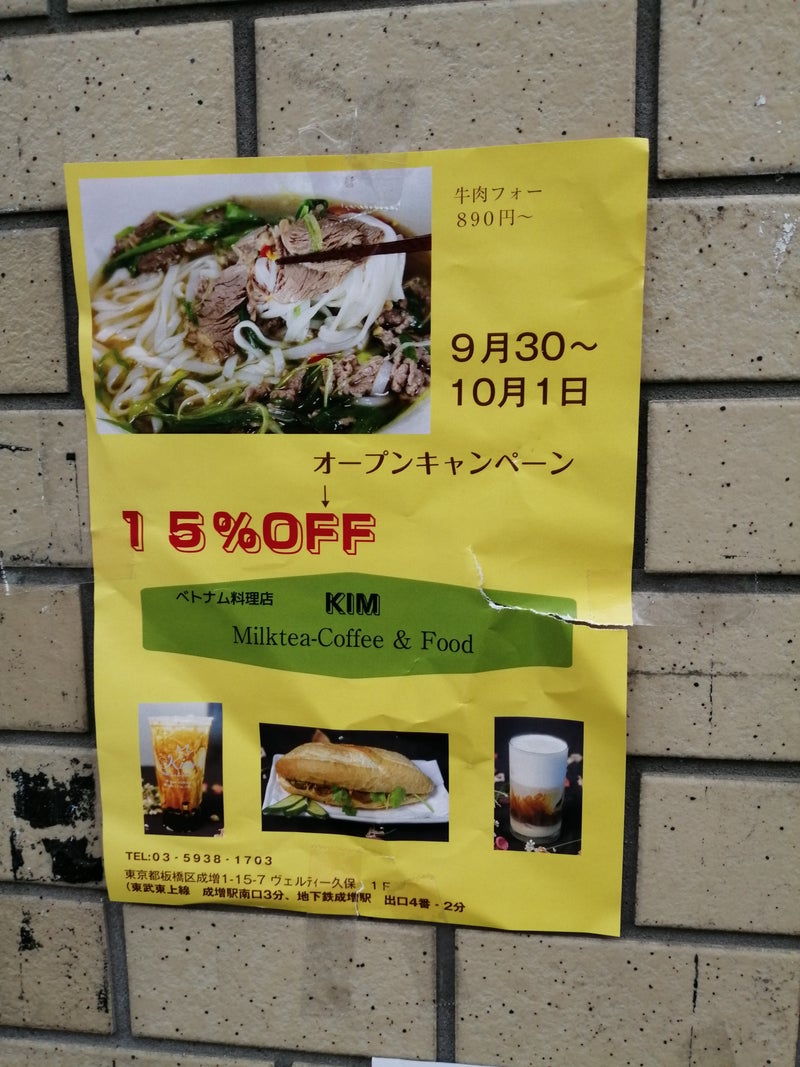 牛肉フォー
890円～
9月30～
10月1日
オープンキャンペーン
↓
15%OFF
ベトナム料理店 KIM
Milktea-Coffee & Food
TEL:03-5938-1703
東京都板橋区成増1-15-7 ヴェルティー久保 1F
(東武東上線 成増駅南口3分、地下鉄成増駅 出口4番-2分